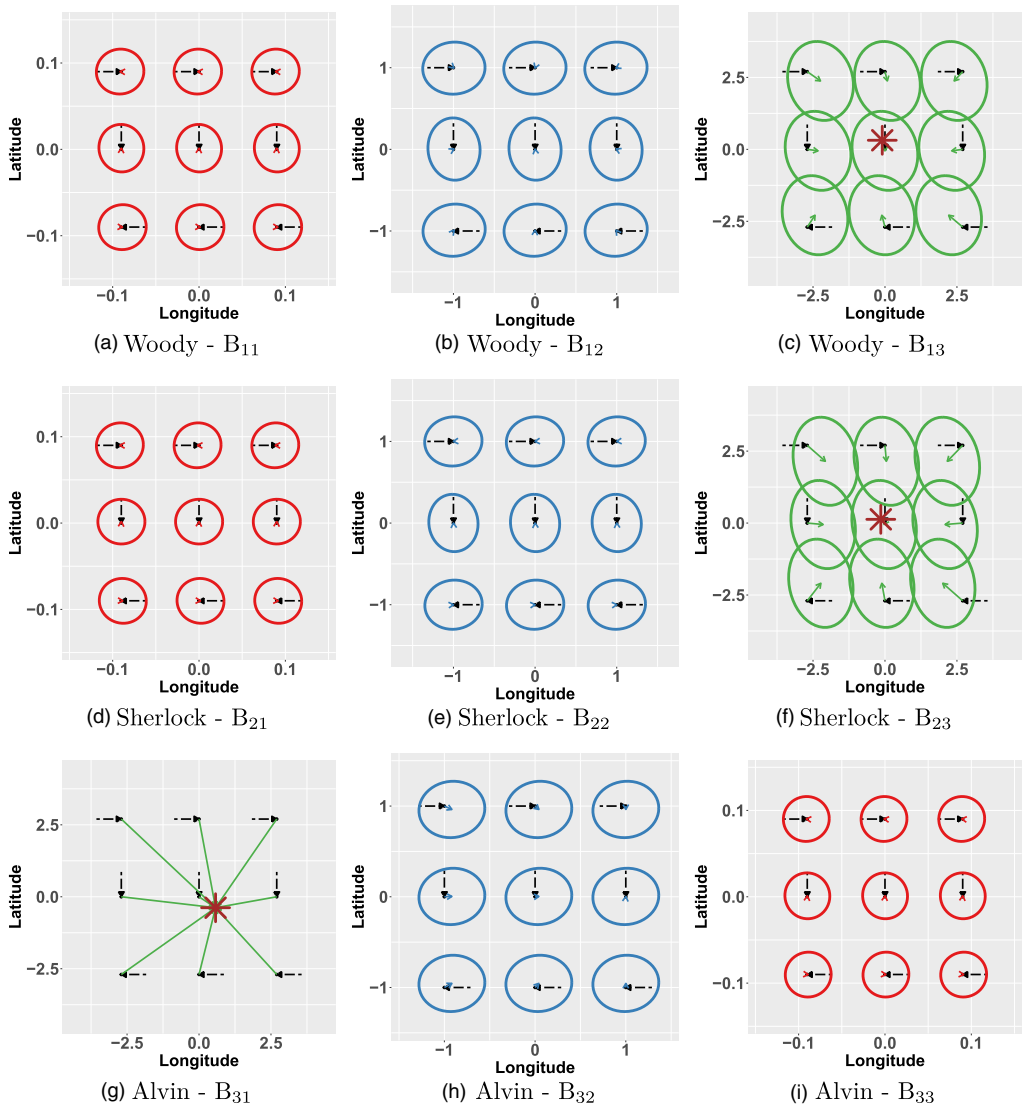 Latitude
0.1
0.0
−0.1
−0.1 0.0 0.1
Longitude
(a) Woody - B11
Latitude
1
0
−1
−1 0 1
Longitude
(b) Woody - B12
Latitude
2.5
0.0
−2.5
−2.5 0.0 2.5
Longitude
(c) Woody - B13
Latitude
0.1
0.0
−0.1
−0.1 0.0 0.1
Longitude
(d) Sherlock - B21
Latitude
1
0
−1
−1 0 1
Longitude
(e) Sherlock - B22
Latitude
2.5
0.0
−2.5
−2.5 0.0 2.5
Longitude
(f) Sherlock - B23
Latitude
2.5
0.0
−2.5
−2.5 0.0 2.5
Longitude
(g) Alvin - B31
Latitude
1
0
−1
−1 0 1
Longitude
(h) Alvin - B32
Latitude
0.10
0.00
−0.10
−0.1 0.0 0.1
Longitude
(i) Alvin - B33